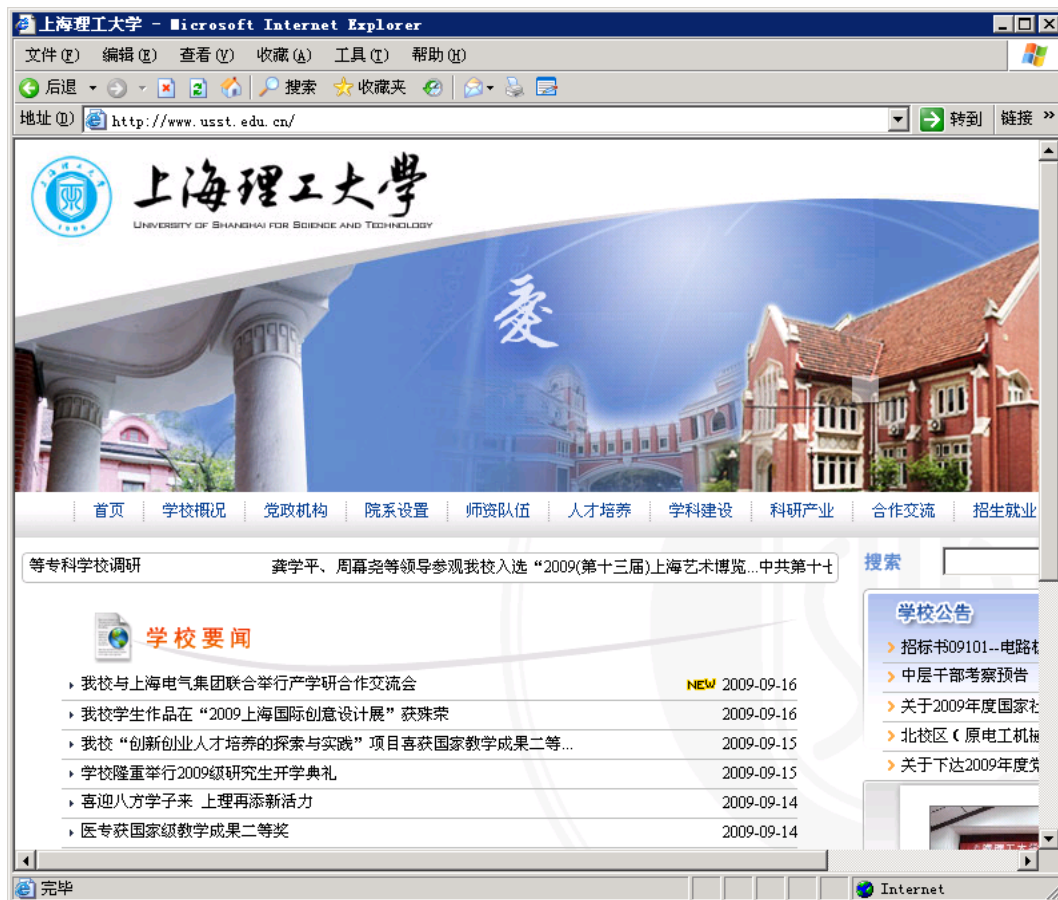 上海理工大学 - Microsoft Internet Explorer
文件(F) 编辑(E) 查看(V) 收藏(A) 工具(T) 帮助(H)
后退 搜索 收藏夹
地址(D) http://www.usst.edu.cn/ 转到 链接 »
上海理工大學
UNIVERSITY OF SHANGHAI FOR SCIENCE AND TECHNOLOGY
爱
首页 学校概况 党政机构 院系设置 师资队伍 人才培养 学科建设 科研产业 合作交流 招生就业
等专科学校调研 龚学平、周慕尧等领导参观我校入选“2009(第十三届)上海艺术博览...中共第十七
搜索
学校要闻
我校与上海电气集团联合举行产学研合作交流会 NEW 2009-09-16
我校学生作品在“2009上海国际创意设计展”获殊荣 2009-09-16
我校“创新创业人才培养的探索与实践”项目喜获国家教学成果二等... 2009-09-15
学校隆重举行2009级研究生开学典礼 2009-09-15
喜迎八方学子来 上理再添新活力 2009-09-14
医专获国家级教学成果二等奖 2009-09-14
学校公告
招标书09101--电路
中层干部考察预告
关于2009年度国家社
北校区（原电工机械
关于下达2009年度党
完毕 Internet